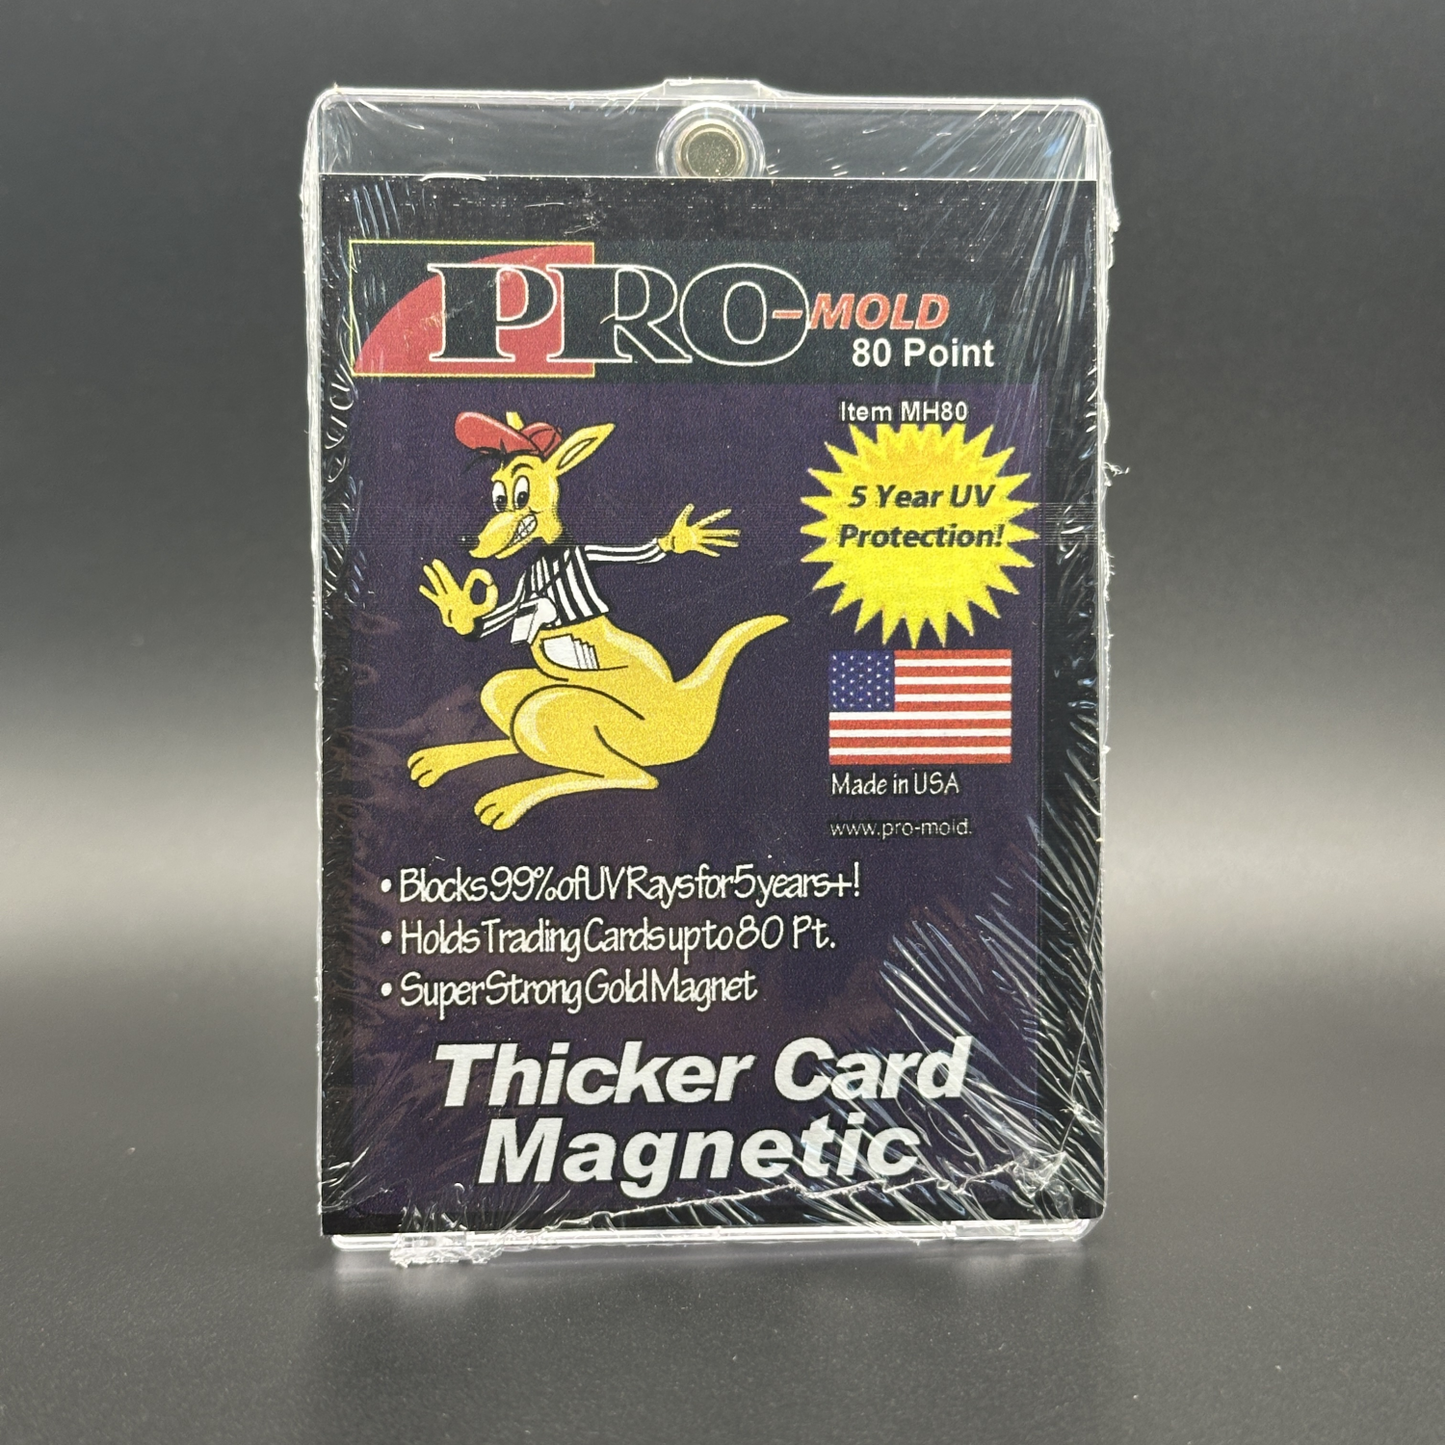 PRO-MOLD
80 Point
Item MH80
5 Year UV
Protection!
Made in USA
www.pro-mold.
• Blocks 99% of UV Rays for 5 years+!
• Holds Trading Cards up to 80 Pt.
• Super Strong Gold Magnet
Thicker Card
Magnetic